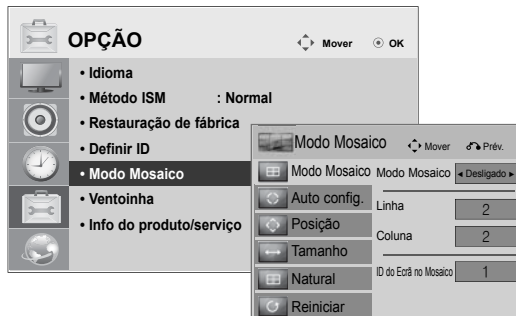 OPÇÃO Mover OK
• Idioma
• Método ISM : Normal
• Restauração de fábrica
• Definir ID
• Modo Mosaico
• Ventoinha
• Info do produto/serviço
Modo Mosaico Mover Prév.
Modo Mosaico Modo Mosaico ◄ Desligado ►
Auto config.
Linha 2
Posição
Coluna 2
Tamanho
ID do Ecrã no Mosaico 1
Natural
Reiniciar